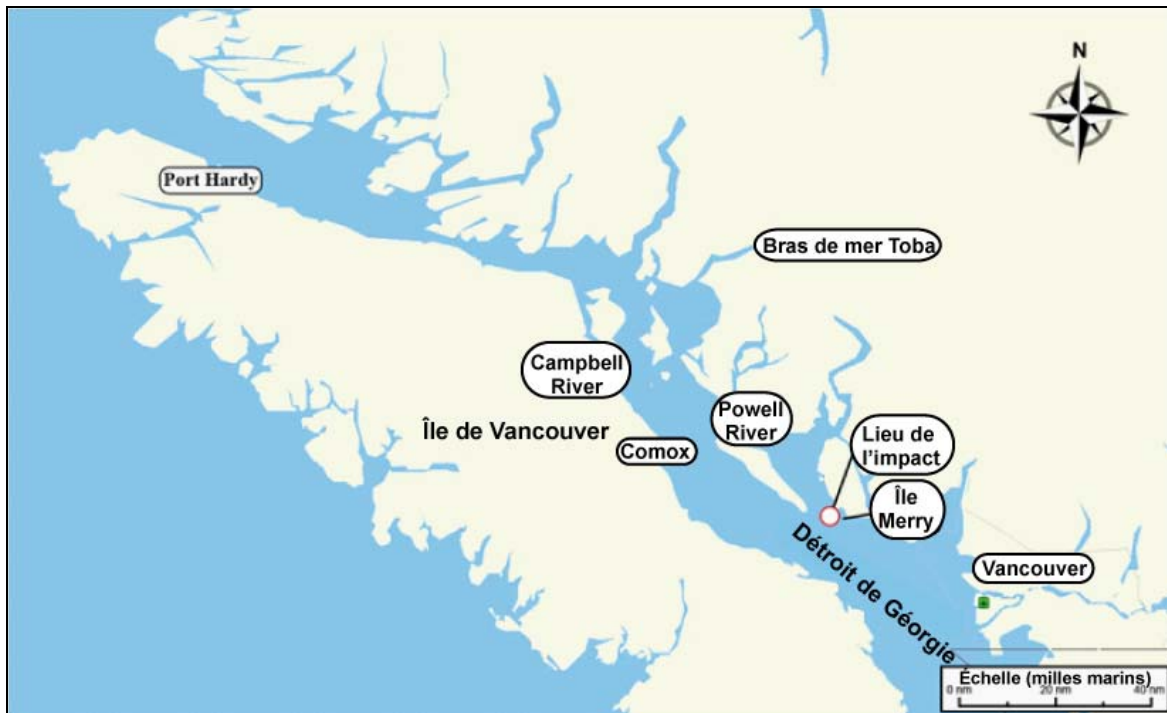 N
Port Hardy
Bras de mer Toba
Campbell
River
Powell
River
Île de Vancouver
Comox
Lieu de
l'impact
Île
Merry
Détroit de Géorgie
Vancouver
Échelle (milles marins)
0 nm 20 nm 40 nm